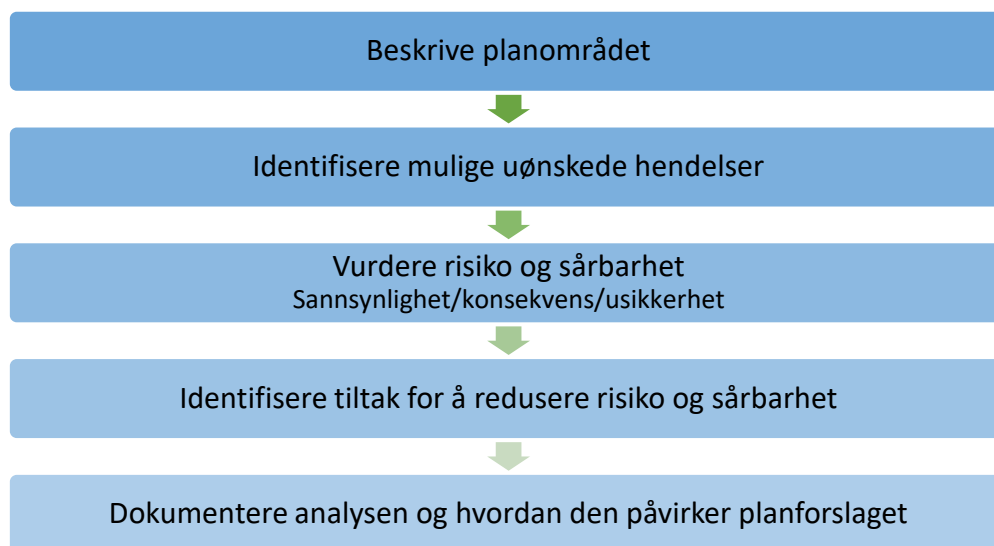 Beskrive planområdet
Identifisere mulige uønskede hendelser
Vurdere risiko og sårbarhet
Sannsynlighet/konsekvens/usikkerhet
Identifisere tiltak for å redusere risiko og sårbarhet
Dokumentere analysen og hvordan den påvirker planforslaget